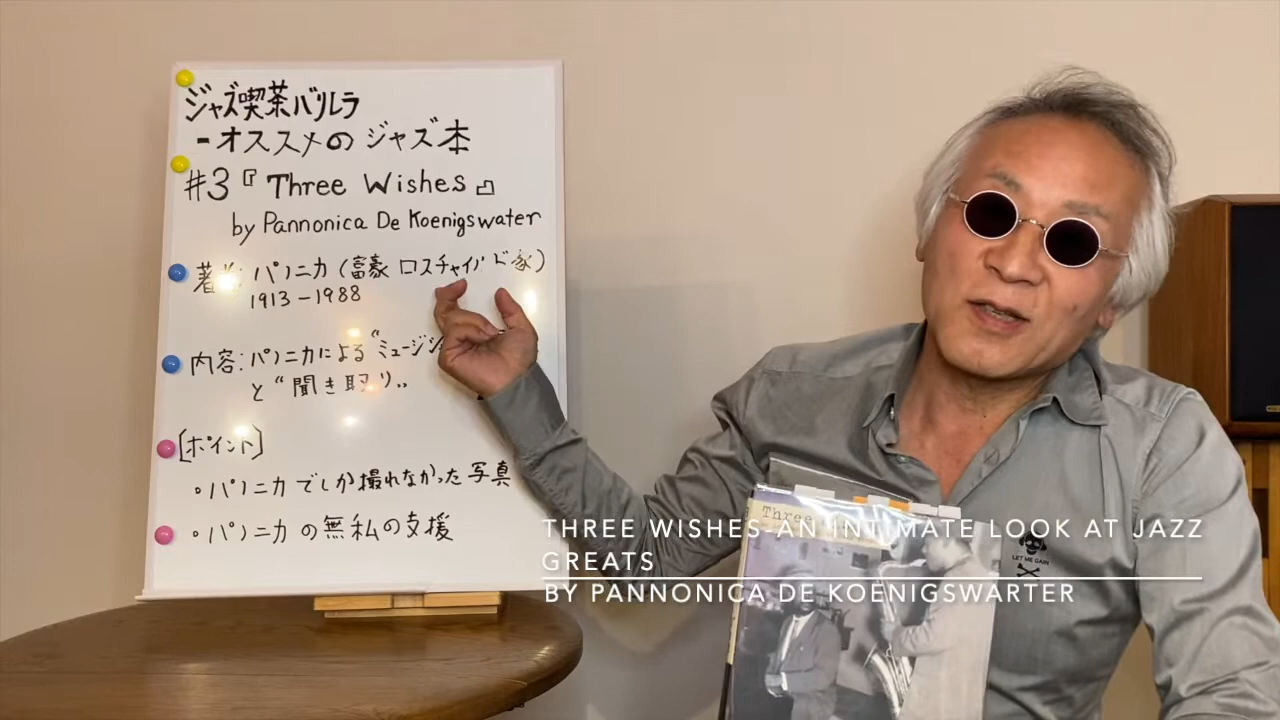 ジャズ喫茶バルラ
-オススメの ジャズ本
#3『Three Wishes』
by Pannonica De Koenigswater
著 : パノニカ (富豪 ロスチャイルド家)
1913-1988
内容: パノニカによる "ミュージシ
と "聞き取り"
[ポイント]
・パノニカでしか撮れなかった写真
・パノニカの無私の支援
Three
LET ME GAIN
THREE WISHES-AN INTIMATE LOOK AT JAZZ
GREATS
BY PANNONICA DE KOENIGSWARTER